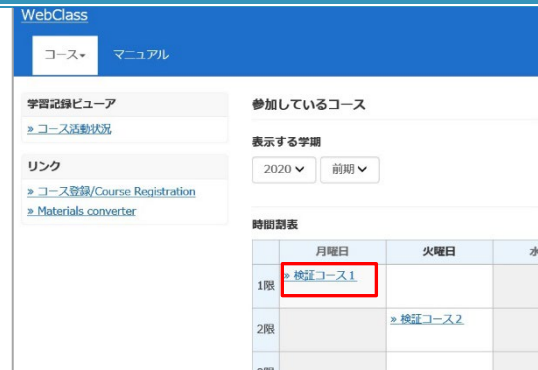 WebClass
コース
マニュアル
学習記録ビューア
» コース活動状況
リンク
» コース登録/Course Registration
» Materials converter
参加しているコース
表示する学期
2020 前期
時間割表
月曜日 火曜日 水
1限 » 検証コース1
2限 » 検証コース2